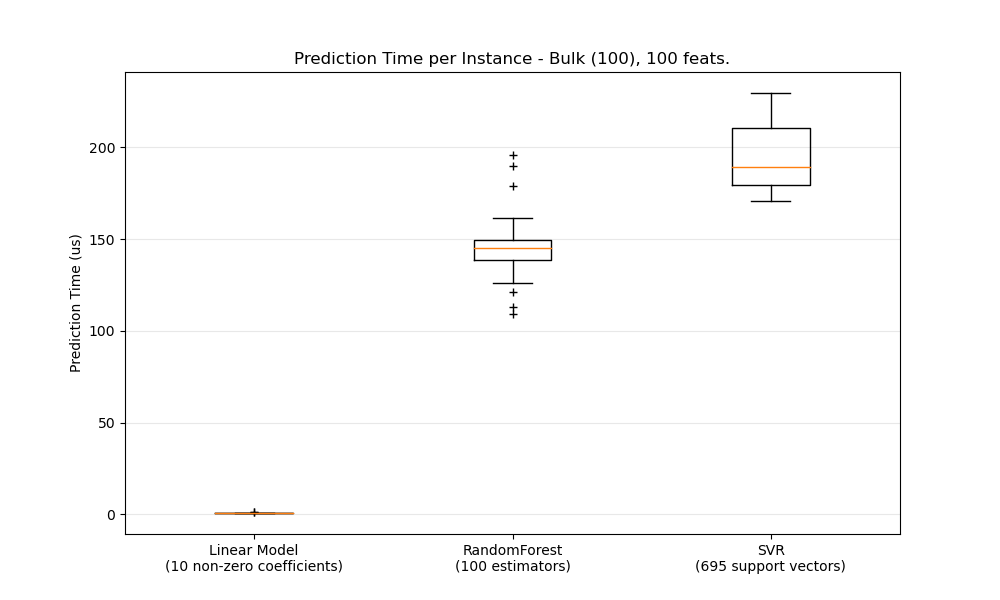 Prediction Time per Instance - Bulk (100), 100 feats.
Prediction Time (us)
200
150
100
50
0
Linear Model
(10 non-zero coefficients)
RandomForest
(100 estimators)
SVR
(695 support vectors)